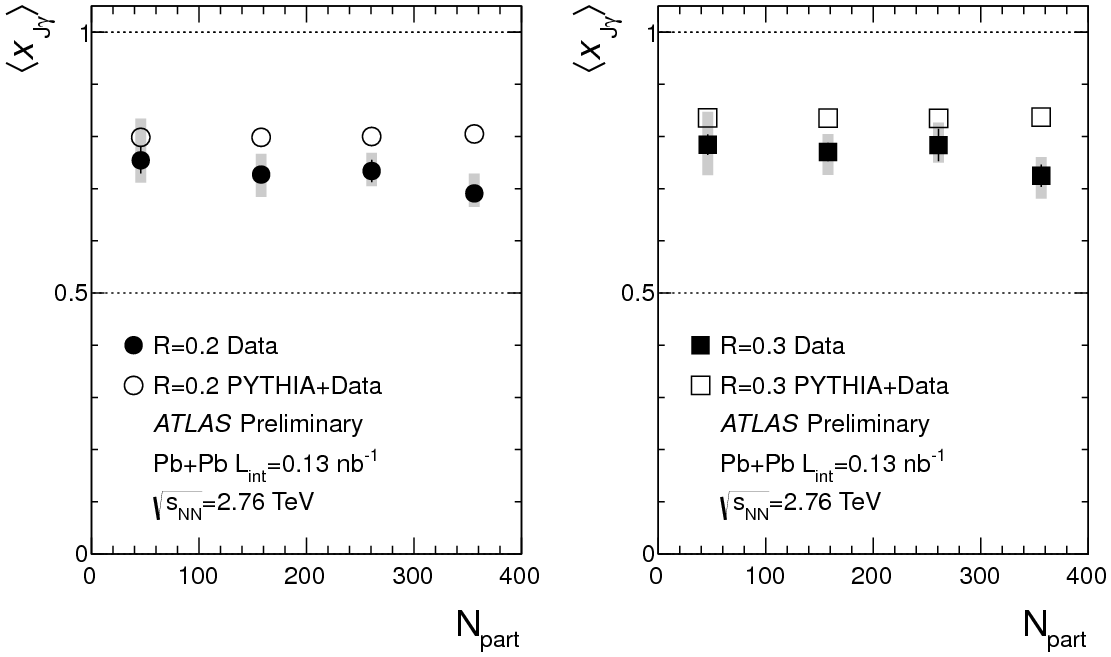 ⟨x Jγ⟩
1
0.5
0
R=0.2 Data
R=0.2 PYTHIA+Data
ATLAS Preliminary
Pb+Pb L_int=0.13 nb⁻¹
√s_NN=2.76 TeV
0 100 200 300 400
N_part
⟨x Jγ⟩
1
0.5
0
R=0.3 Data
R=0.3 PYTHIA+Data
ATLAS Preliminary
Pb+Pb L_int=0.13 nb⁻¹
√s_NN=2.76 TeV
0 100 200 300 400
N_part